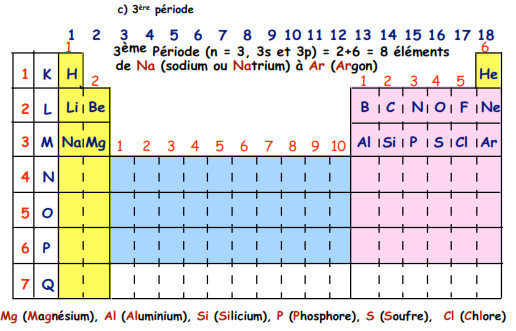 c) 3ère période
1 2 3 4 5 6 7 8 9 10 11 12 13 14 15 16 17 18
1 3ème Période (n = 3, 3s et 3p) = 2+6 = 8 éléments 6
de Na (sodium ou Natrium) à Ar (Argon)
1 K H 2 1 2 3 4 5 He
2 L Li Be B C N O F Ne
3 M Na Mg 1 2 3 4 5 6 7 8 9 10 Al Si P S Cl Ar
4 N
5 O
6 P
7 Q
Mg (Magnésium), Al (Aluminium), Si (Silicium), P (Phosphore), S (Soufre), Cl (Chlore)